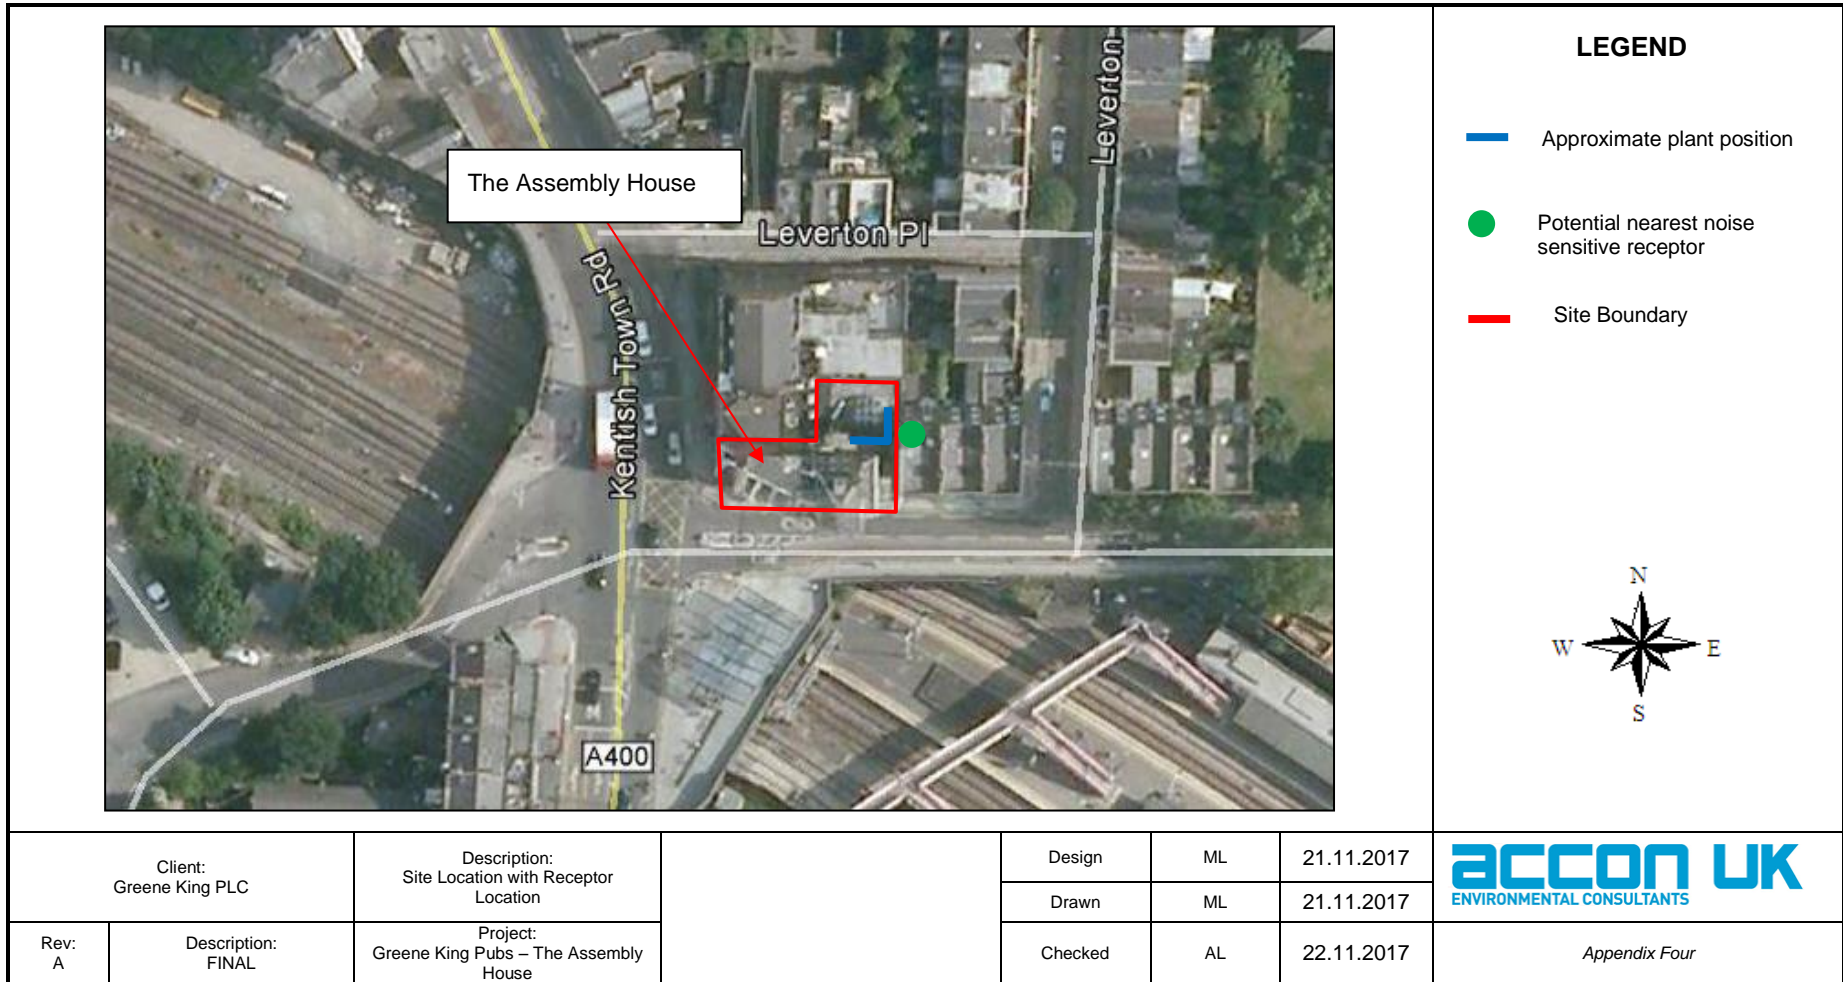 The Assembly House
Leverton
Leverton Pl
Kentish Town Rd
A400
LEGEND
Approximate plant position
Potential nearest noise
sensitive receptor
Site Boundary
N
W
E
S
Client:
Greene King PLC
Description:
Site Location with Receptor
Location
Design
ML
21.11.2017
Drawn
ML
21.11.2017
accon UK
ENVIRONMENTAL CONSULTANTS
Rev:
A
Description:
FINAL
Project:
Greene King Pubs – The Assembly
House
Checked
AL
22.11.2017
Appendix Four